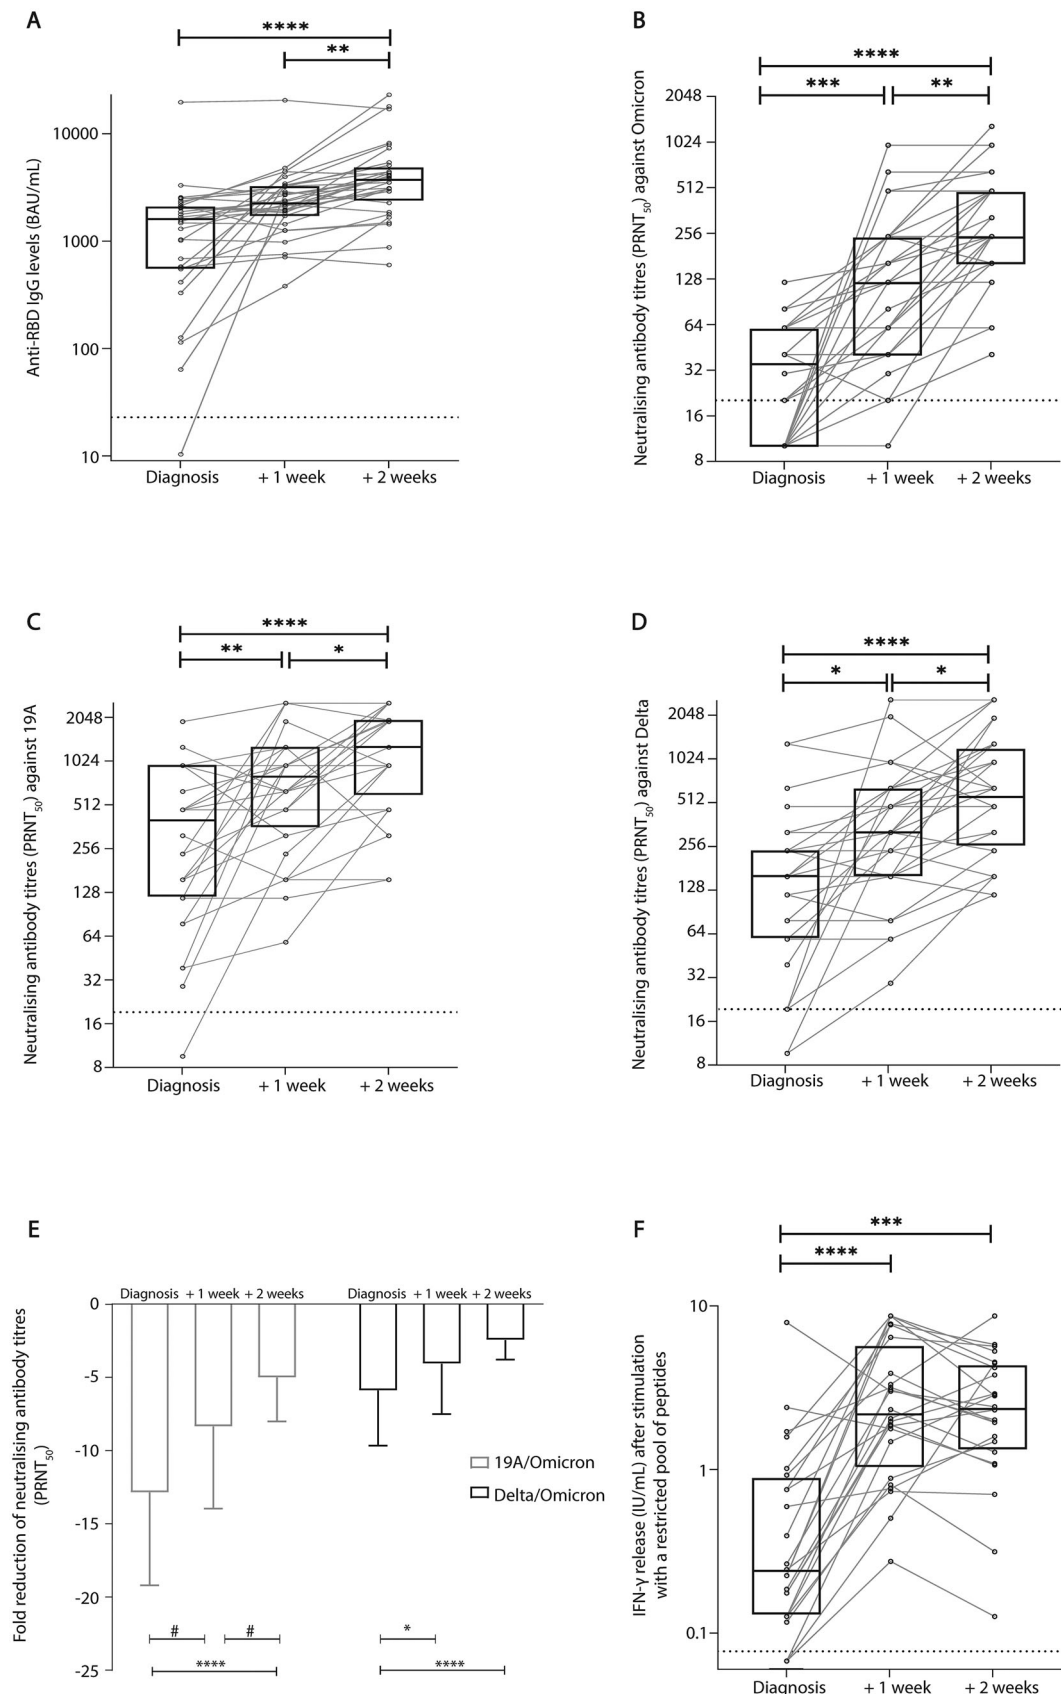 A
****
**
Anti-RBD IgG levels (BAU/mL)
10000
1000
100
10
Diagnosis + 1 week + 2 weeks
B
****
*** **
Neutralising antibody titres (PRNT50) against Omicron
2048
1024
512
256
128
64
32
16
8
Diagnosis + 1 week + 2 weeks
C
****
** *
Neutralising antibody titres (PRNT50) against 19A
2048
1024
512
256
128
64
32
16
8
Diagnosis + 1 week + 2 weeks
D
****
* *
Neutralising antibody titres (PRNT50) against Delta
2048
1024
512
256
128
64
32
16
8
Diagnosis + 1 week + 2 weeks
E
Fold reduction of neutralising antibody titres
(PRNT50)
Diagnosis + 1 week + 2 weeks Diagnosis + 1 week + 2 weeks
0
-5
-10
-15
-20
-25
19A/Omicron
Delta/Omicron
# # *
**** ****
F
***
****
IFN-γ release (IU/mL) after stimulation
with a restricted pool of peptides
10
1
0.1
Diagnosis + 1 week + 2 weeks